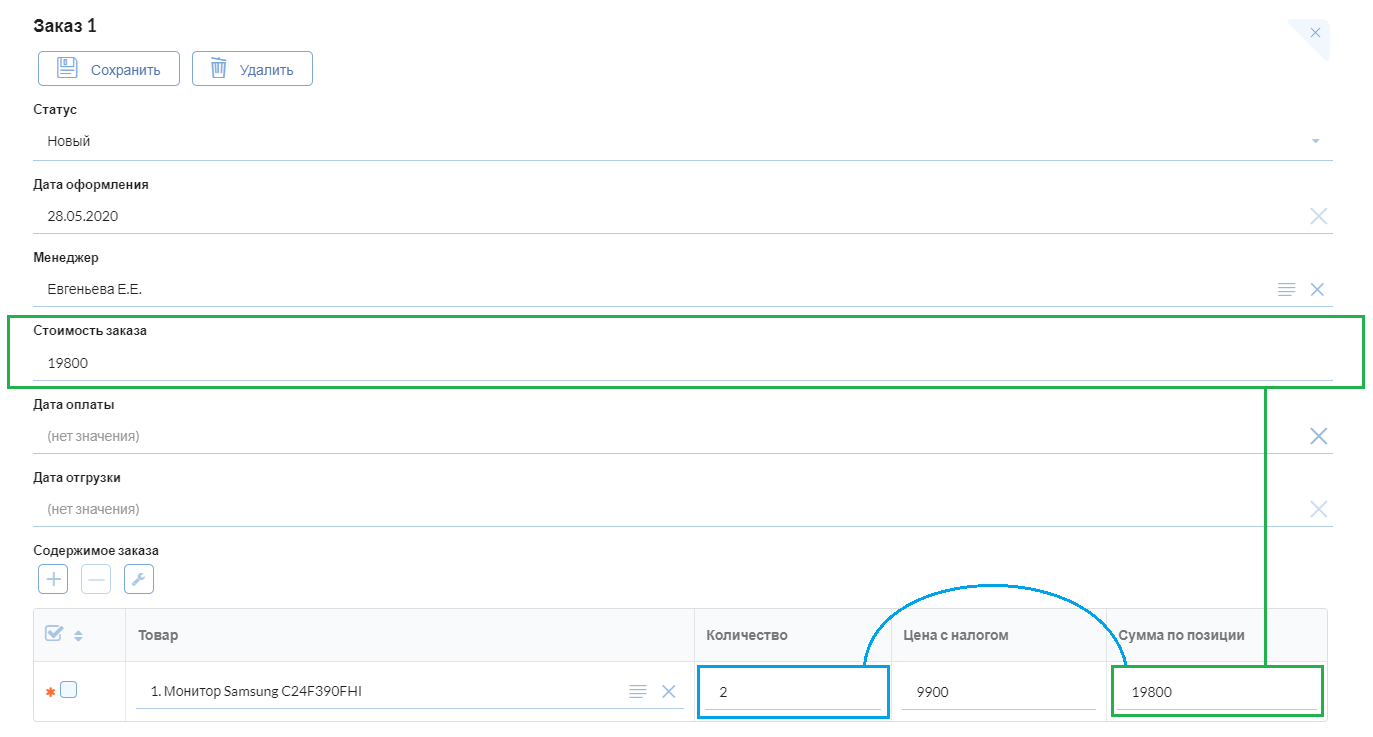 Заказ 1
Сохранить Удалить
Статус
Новый
Дата оформления
28.05.2020
Менеджер
Евгеньева Е.Е.
Стоимость заказа
19800
Дата оплаты
(нет значения)
Дата отгрузки
(нет значения)
Содержимое заказа
Товар Количество Цена с налогом Сумма по позиции
1. Монитор Samsung C24F390FHI 2 9900 19800